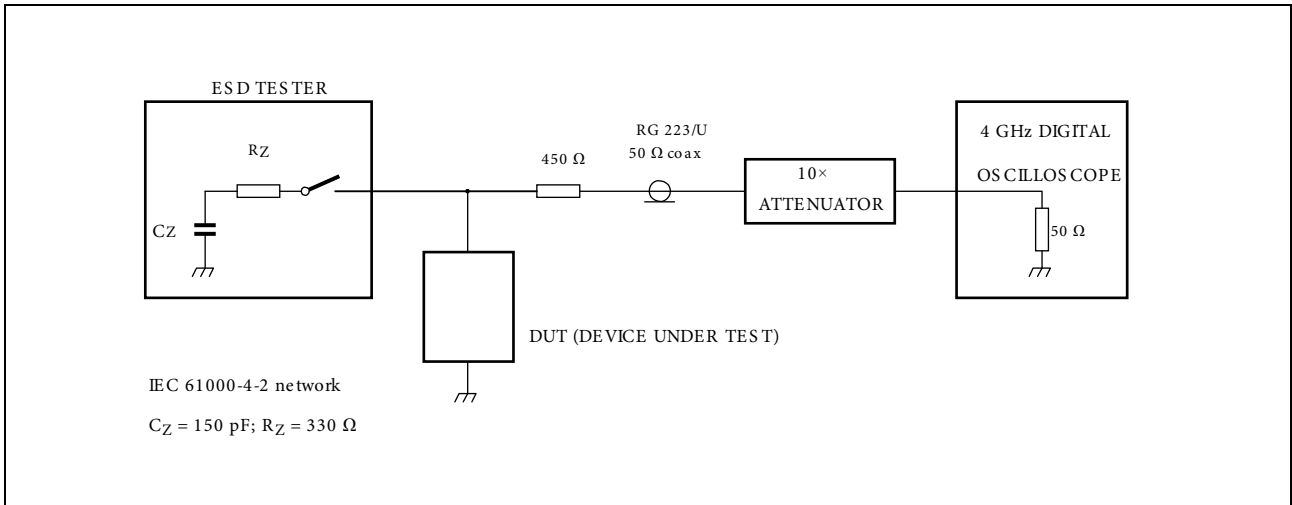 ESD TESTER
RZ
CZ
450 Ω
RG 223/U
50 Ω coax
10×
ATTENUATOR
4 GHz DIGITAL
OSCILLOSCOPE
50 Ω
DUT (DEVICE UNDER TEST)
IEC 61000-4-2 network
CZ = 150 pF; RZ = 330 Ω